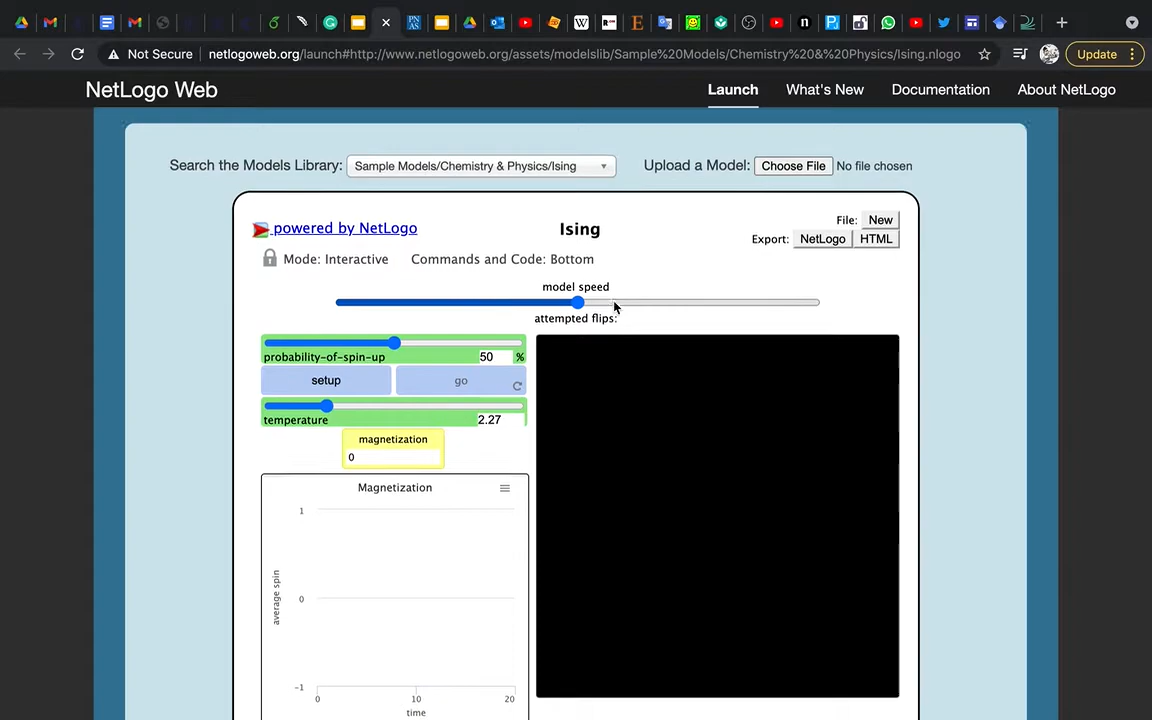 PN
AS
Not Secure
netlogoweb.org/launch#http://www.netlogoweb.org/assets/modelslib/Sample%20Models/Chemistry%20&%20Physics/Ising.nlogo
Update
NetLogo Web
Launch
What's New
Documentation
About NetLogo
Search the Models Library:
Sample Models/Chemistry & Physics/Ising
Upload a Model:
Choose File
No file chosen
powered by NetLogo
Ising
File:
New
Export:
NetLogo
HTML
Mode: Interactive
Commands and Code: Bottom
model speed
attempted flips:
probability-of-spin-up
50
%
setup
go
temperature
2.27
magnetization
0
Magnetization
1
0
-1
average spin
0
10
20
time